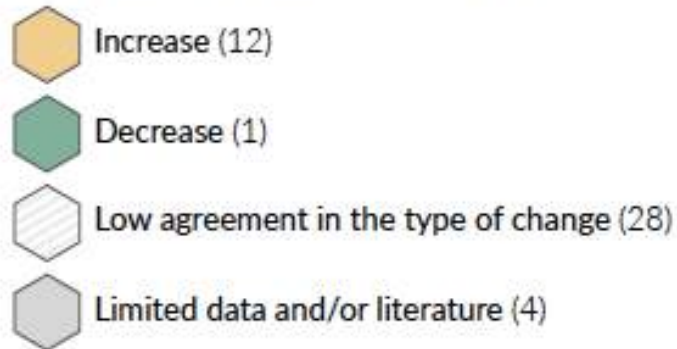 Increase (12)
Decrease (1)
Low agreement in the type of change (28)
Limited data and/or literature (4)